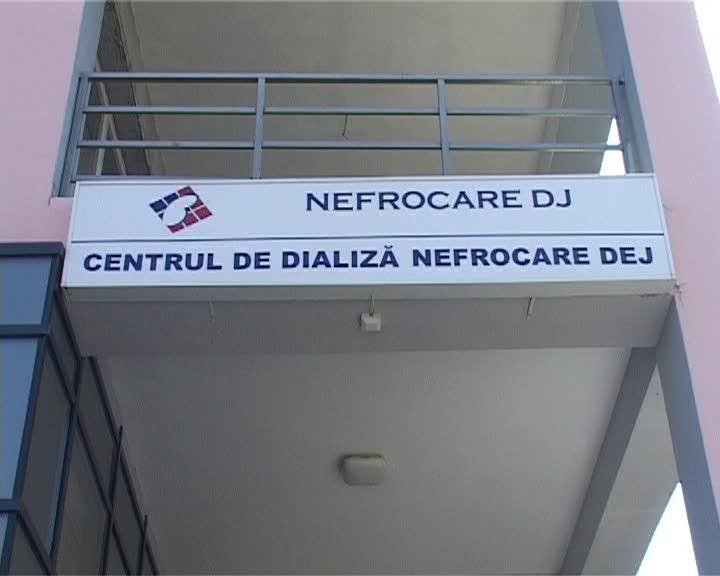 NEFROCARE DJ
CENTRUL DE DIALIZĂ NEFROCARE DEJ